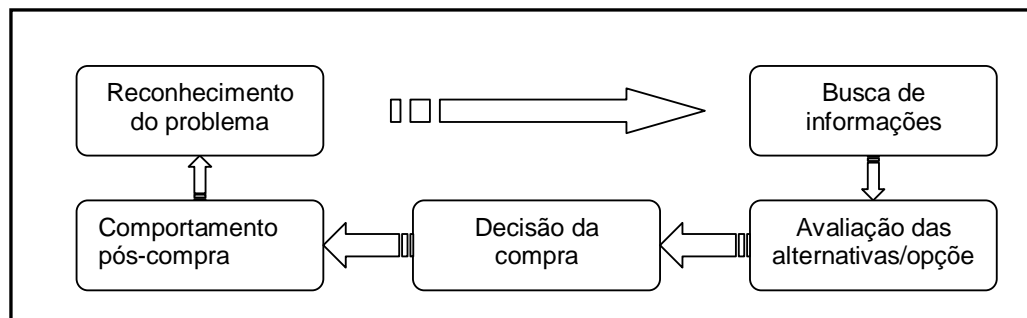 Reconhecimento
do problema
Busca de
informações
Avaliação das
alternativas/opçõe
Decisão da
compra
Comportamento
pós-compra